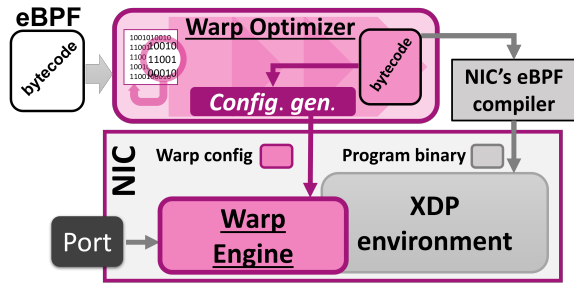 eBPF
bytecode
Warp Optimizer
10010
11001
00010
bytecode
Config. gen.
NIC's eBPF
compiler
NIC
Warp config
Program binary
Port
Warp
Engine
XDP
environment